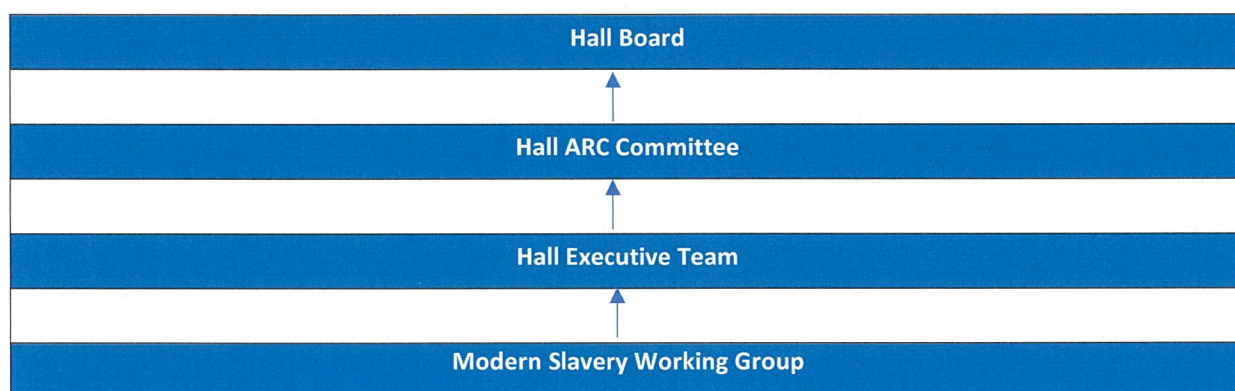 Hall Board
Hall ARC Committee
Hall Executive Team
Modern Slavery Working Group